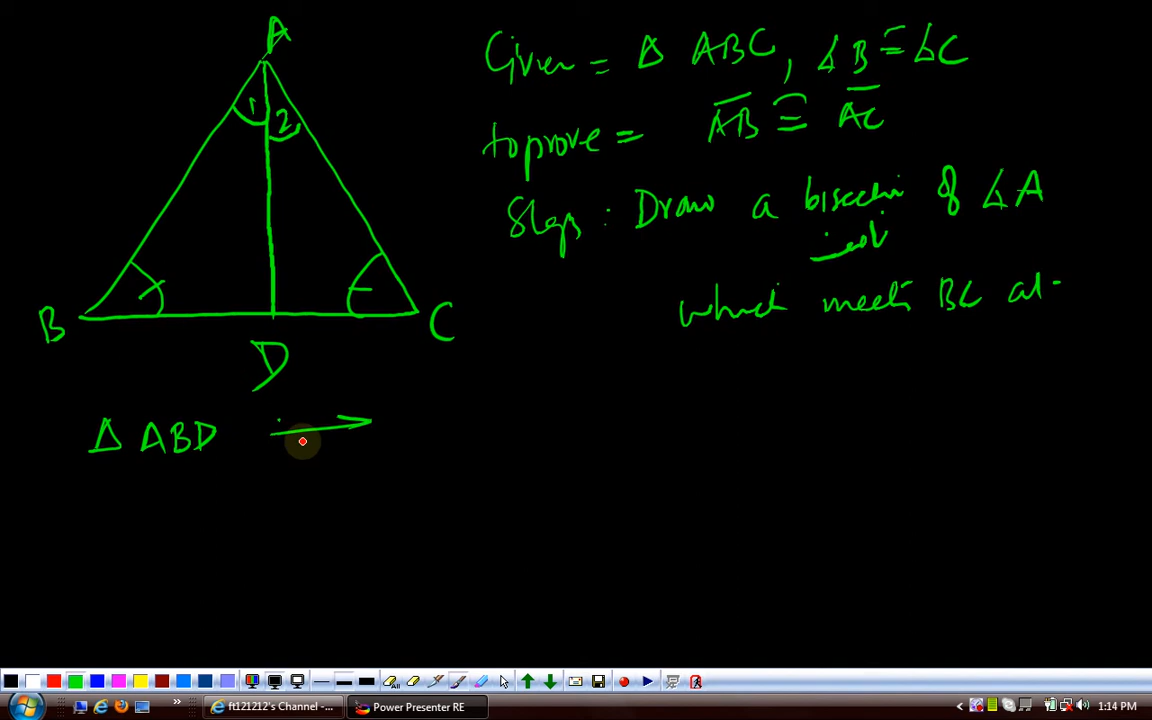 A
1
2
B
C
D
Given = Δ ABC, ∡B ≅ ∡C
to prove = AB ≅ AC
Steps : Draw a bisector of ∡A
which meets BC at
Δ ABD →
ft121212's Channel - ...
Power Presenter RE
1:14 PM